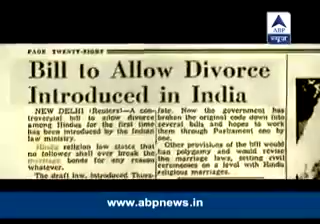 abp
न्यूज़
PAGE TWENTY-EIGHT
Bill to Allow Divorce
Introduced in India
NEW DELHI (Reuters)—A con-
troversial bill to allow divorce
among Hindus for the first time
has been introduced by the Indian
law ministry.
Hindu religion law states that
no follower shall ever break the
marriage bonds for any reason
whatever.
The draft law, introduced Thurs-
fate. Now the government has
broken the original code down into
several bills and hopes to work
them through Parliament one by
one.
Other provisions of the bill would
ban polygamy and would revise
the marriage laws, setting civil
ceremonies on a level with Hindu
religious marriages.
www.abpnews.in